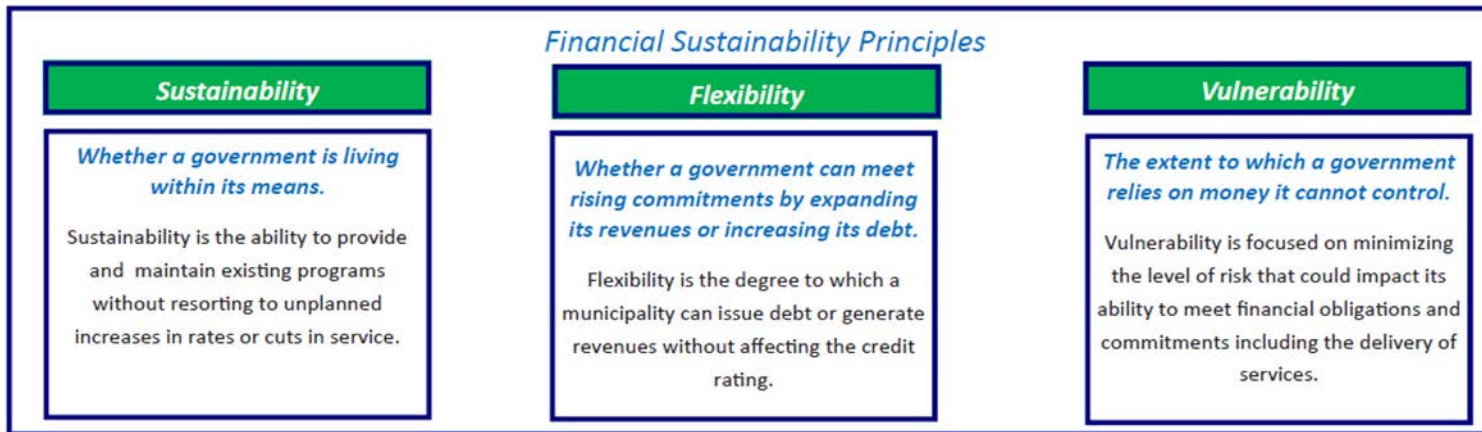 Financial Sustainability Principles
Sustainability
Whether a government is living
within its means.
Sustainability is the ability to provide
and maintain existing programs
without resorting to unplanned
increases in rates or cuts in service.
Flexibility
Whether a government can meet
rising commitments by expanding
its revenues or increasing its debt.
Flexibility is the degree to which a
municipality can issue debt or generate
revenues without affecting the credit
rating.
Vulnerability
The extent to which a government
relies on money it cannot control.
Vulnerability is focused on minimizing
the level of risk that could impact its
ability to meet financial obligations and
commitments including the delivery of
services.